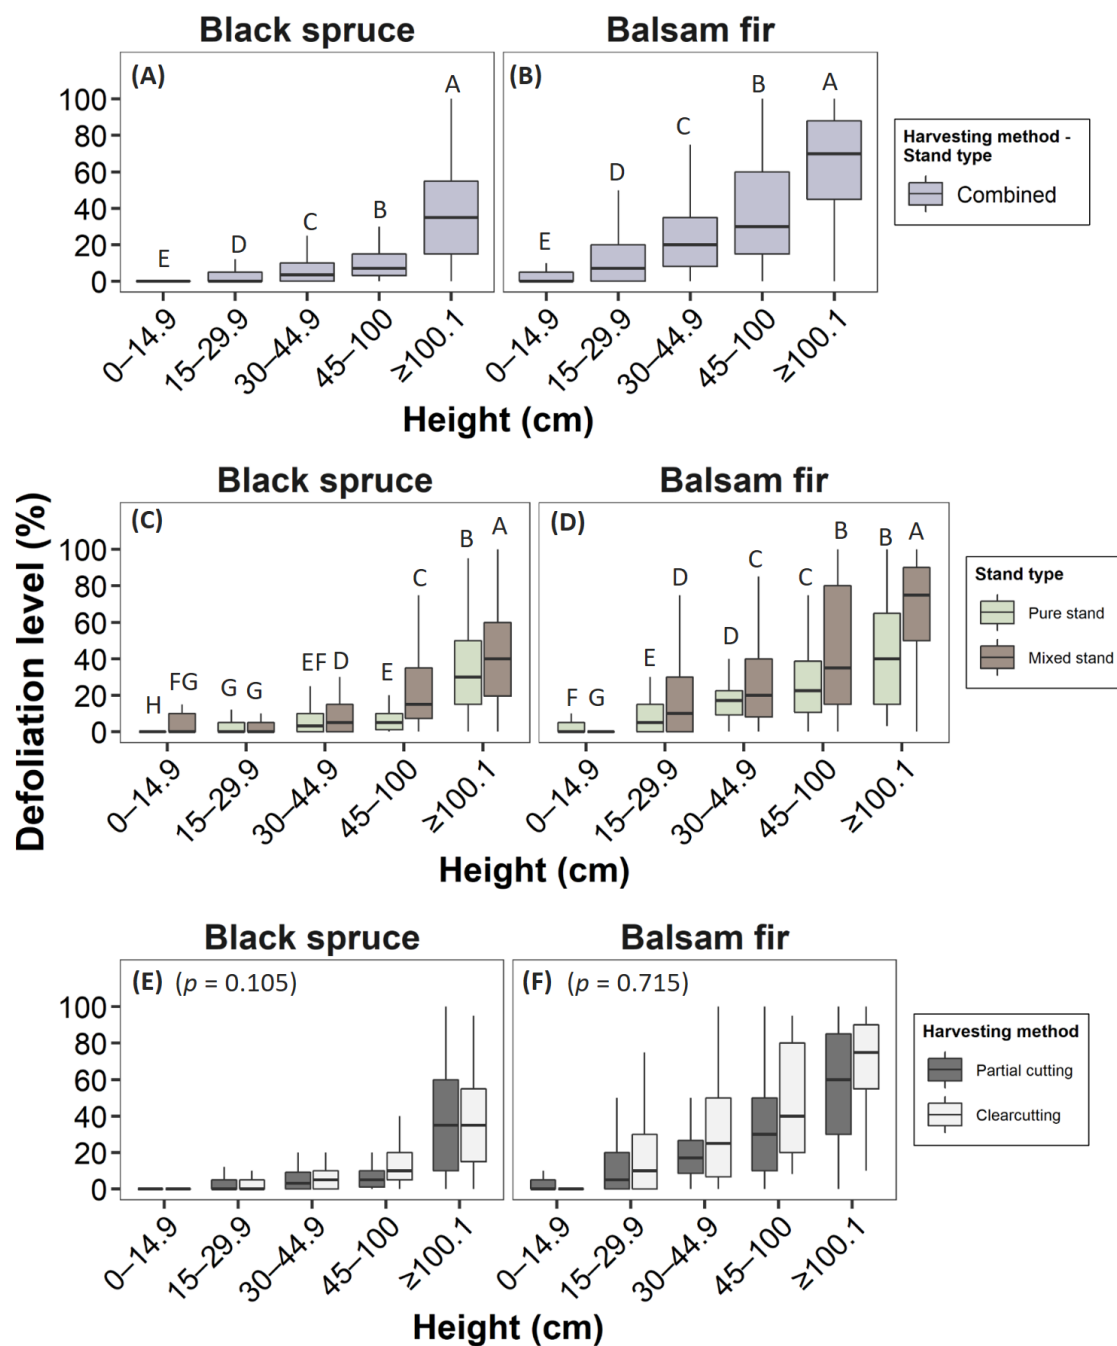 Black spruce
Balsam fir
(A)
(B)
100
80
60
40
20
0
E
D
C
B
A
E
D
C
B
A
0–14.9
15–29.9
30–44.9
45–100
≥100.1
0–14.9
15–29.9
30–44.9
45–100
≥100.1
Height (cm)
Harvesting method -
Stand type
Combined
Defoliation level (%)
Black spruce
Balsam fir
(C)
(D)
100
80
60
40
20
0
H
FG
G
G
EF
D
E
C
B
A
F
G
E
D
D
C
C
B
B
A
0–14.9
15–29.9
30–44.9
45–100
≥100.1
0–14.9
15–29.9
30–44.9
45–100
≥100.1
Height (cm)
Stand type
Pure stand
Mixed stand
Black spruce
Balsam fir
(E) (p = 0.105)
(F) (p = 0.715)
100
80
60
40
20
0
0–14.9
15–29.9
30–44.9
45–100
≥100.1
0–14.9
15–29.9
30–44.9
45–100
≥100.1
Height (cm)
Harvesting method
Partial cutting
Clearcutting